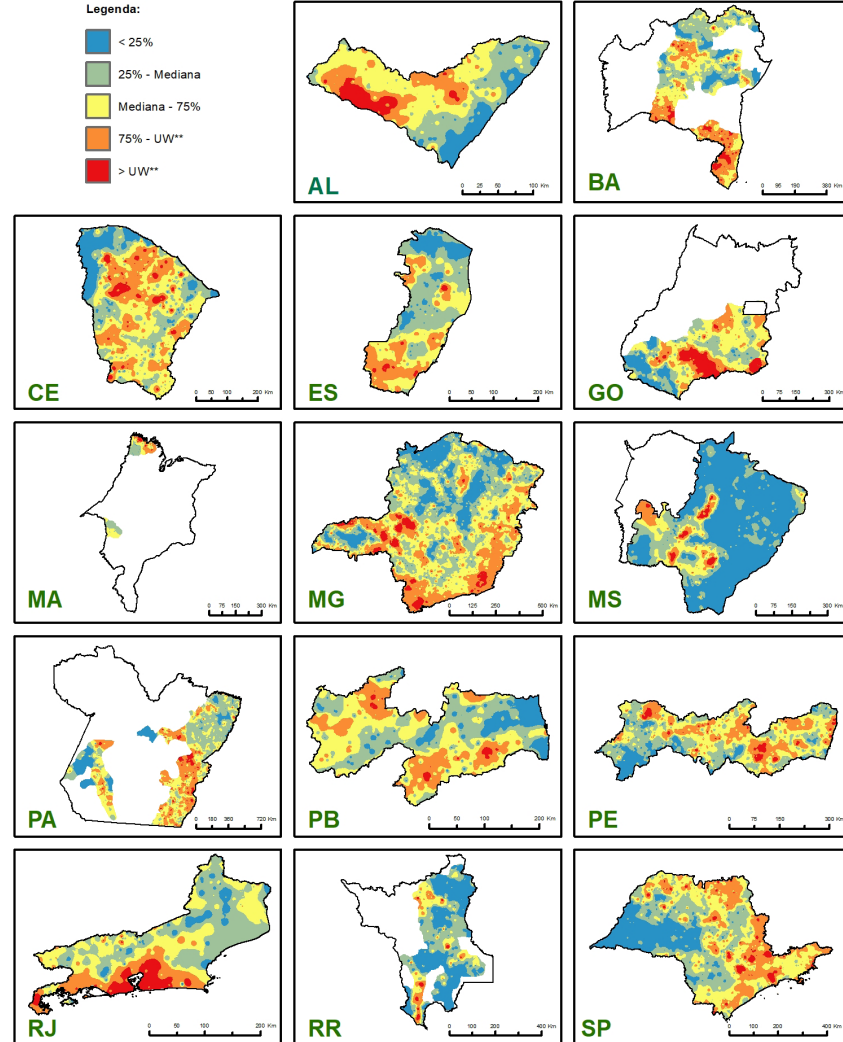 Legenda:
< 25%
25% - Mediana
Mediana - 75%
75% - UW**
> UW**
AL
0 25 50 100 Km
BA
0 95 190 380 Km
CE
0 50 100 200 Km
ES
0 50 100 200 Km
GO
0 75 150 300 Km
MA
0 75 150 300 Km
MG
0 125 250 500 Km
MS
0 75 150 300 Km
PA
0 180 360 720 Km
PB
0 50 100 200 Km
PE
0 75 150 300 Km
RJ
0 50 100 200 Km
RR
0 100 200 400 Km
SP
0 100 200 400 Km